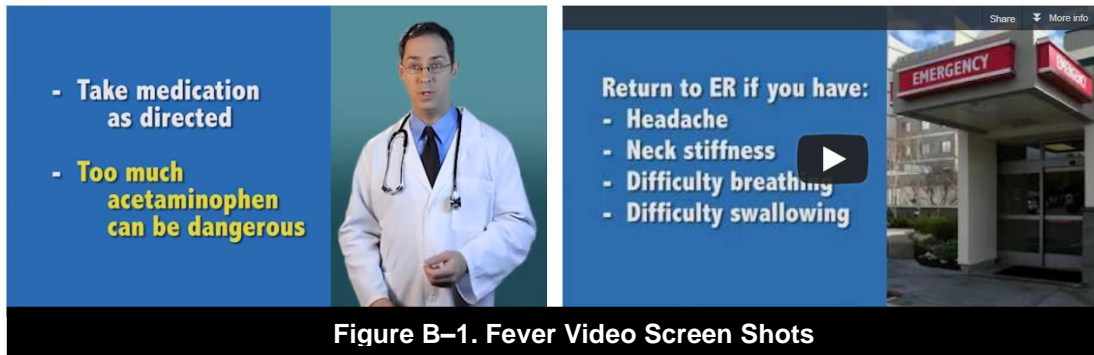 - Take medication
as directed
- Too much
acetaminophen
can be dangerous
Share More info
Return to ER if you have:
- Headache
- Neck stiffness
- Difficulty breathing
- Difficulty swallowing
EMERGENCY
EMERGENCY
Figure B–1. Fever Video Screen Shots